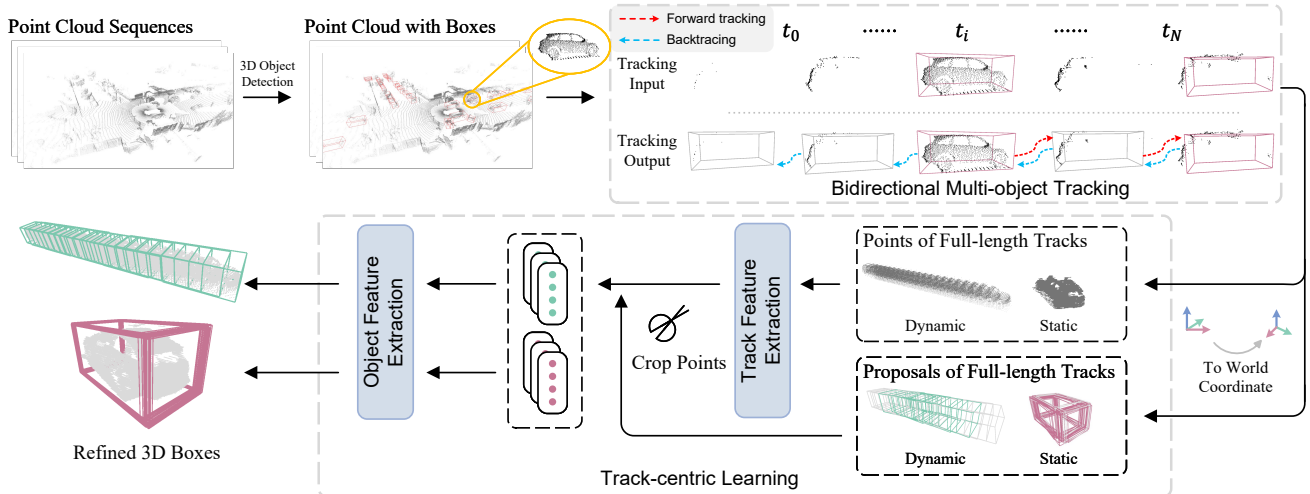 Point Cloud Sequences
3D Object
Detection
Point Cloud with Boxes
Forward tracking
Backtracing
t0 ...... ti ...... tN
Tracking
Input
Tracking
Output
Bidirectional Multi-object Tracking
Points of Full-length Tracks
Dynamic Static
Proposals of Full-length Tracks
Dynamic Static
To World
Coordinate
Track Feature
Extraction
Crop Points
Object Feature
Extraction
Refined 3D Boxes
Track-centric Learning